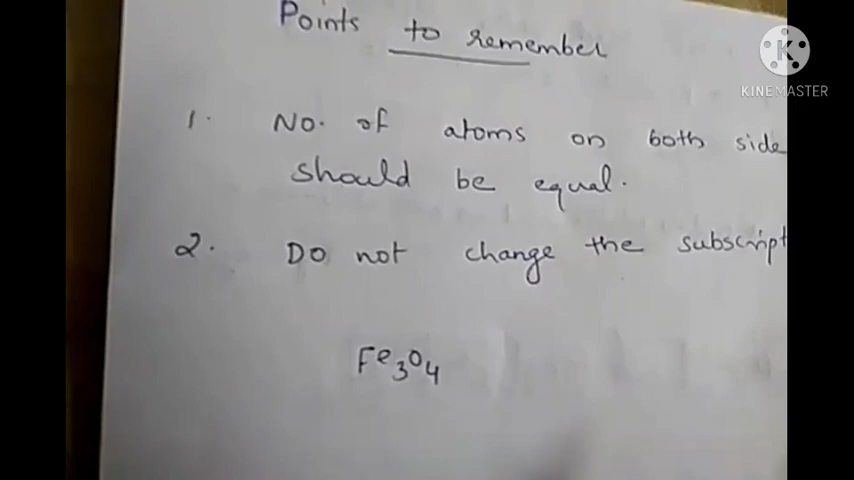 Points to remember
K
KINEMASTER
1. No. of atoms on both side
should be equal.
2. Do not change the subscript
Fe₃O₄